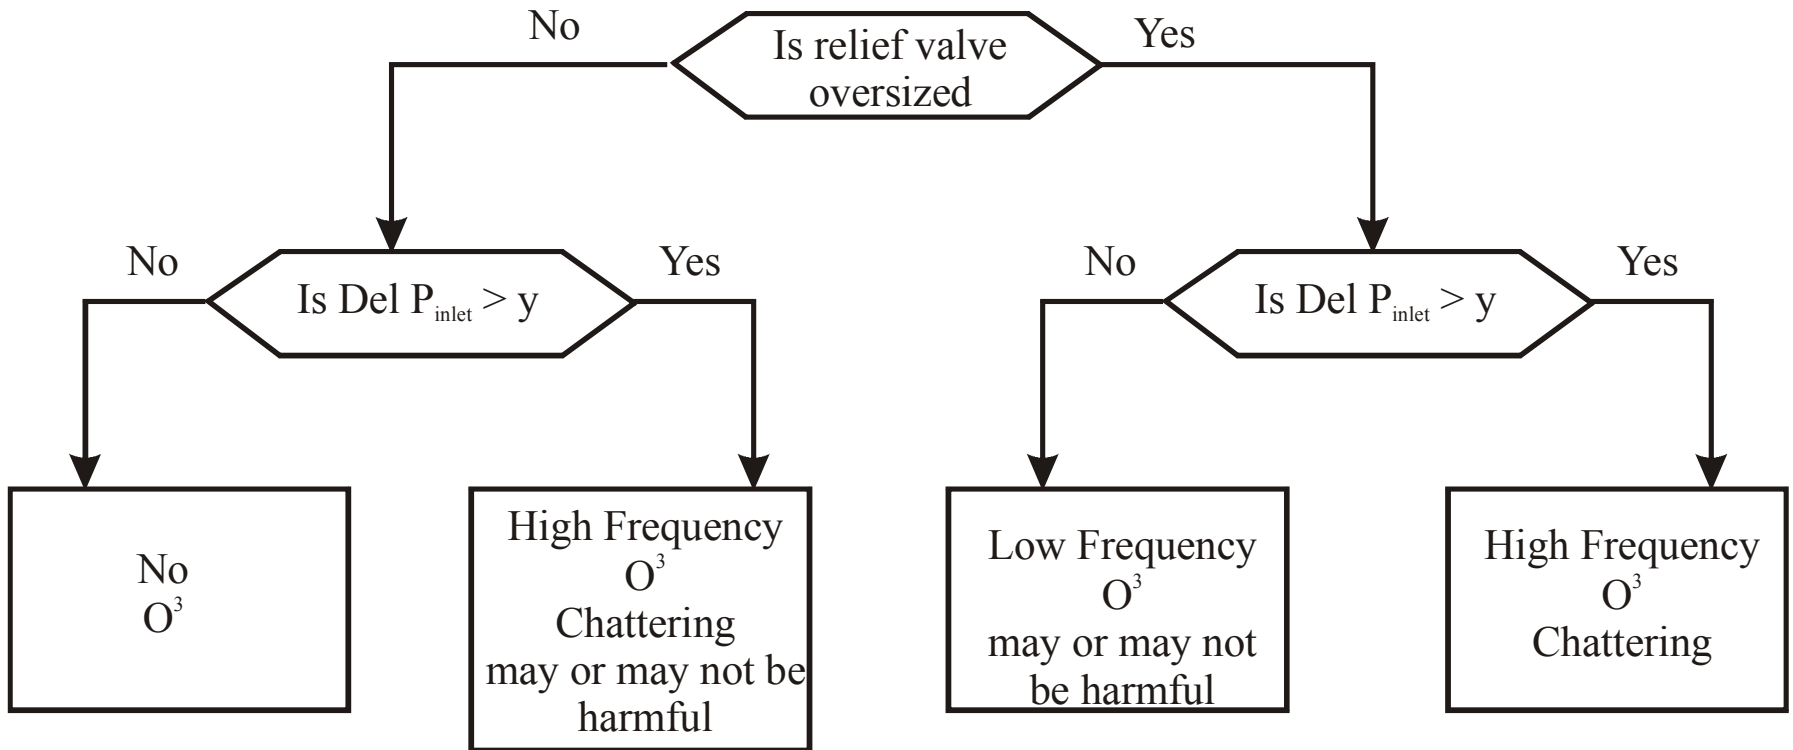 No
Is relief valve
oversized
Yes
No
Is Del P_inlet > y
Yes
No
Is Del P_inlet > y
Yes
No
O³
High Frequency
O³
Chattering
may or may not be
harmful
Low Frequency
O³
may or may not
be harmful
High Frequency
O³
Chattering